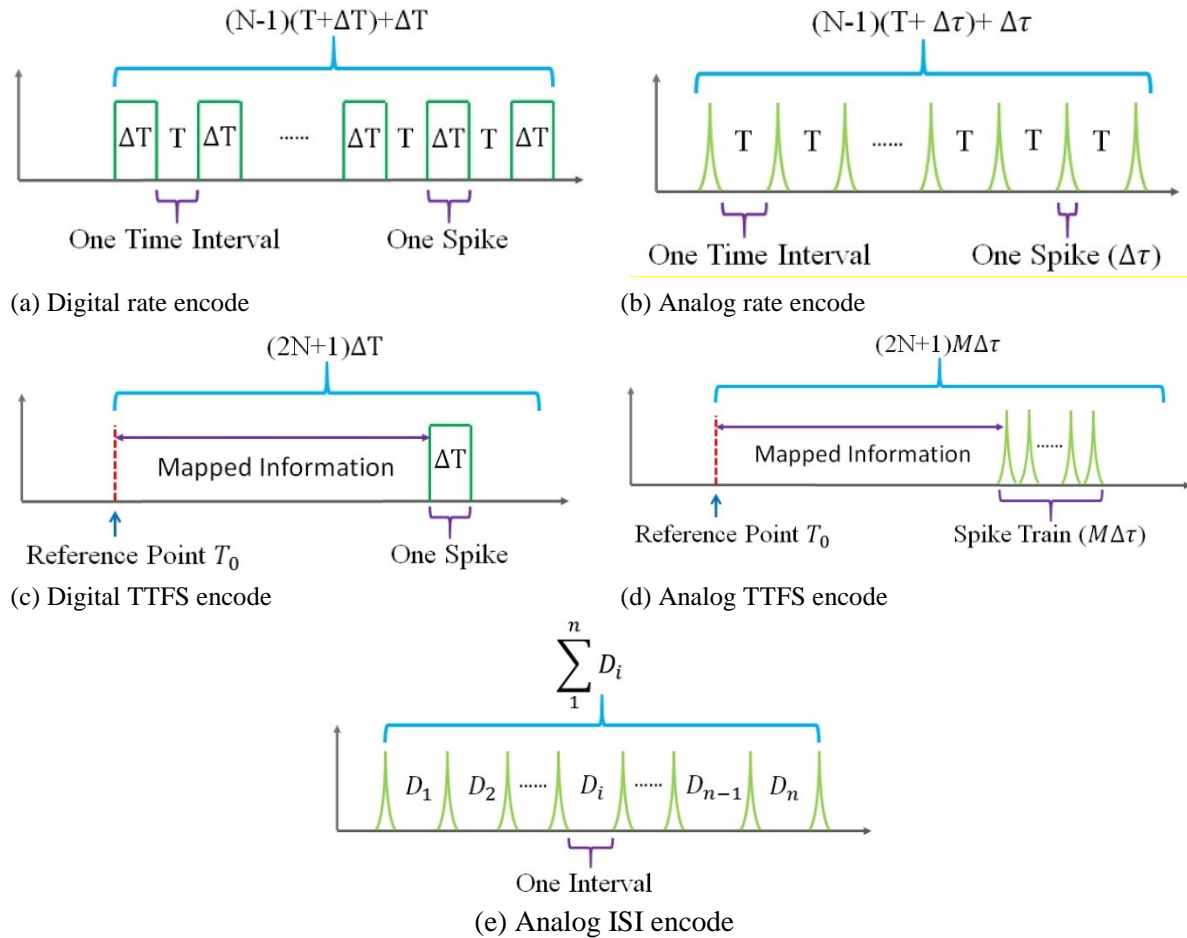 (N-1)(T+ΔT)+ΔT
ΔT T ΔT ...... ΔT T ΔT T ΔT
One Time Interval One Spike
(a) Digital rate encode
(N-1)(T+ Δτ)+ Δτ
T T ...... T T T
One Time Interval One Spike (Δτ)
(b) Analog rate encode
(2N+1)ΔT
Mapped Information ΔT
Reference Point T₀ One Spike
(c) Digital TTFS encode
(2N+1)MΔτ
......
Mapped Information
Reference Point T₀ Spike Train (MΔτ)
(d) Analog TTFS encode
n
∑ Dᵢ
1
D₁ D₂ ...... Dᵢ ...... Dₙ₋₁ Dₙ
One Interval
(e) Analog ISI encode